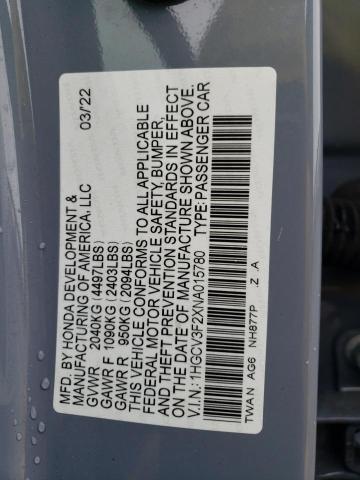 MFD. BY HONDA DEVELOPMENT & 03/22
MANUFACTURING OF AMERICA, LLC
GVWR 2040KG (4497LBS)
GAWR F 1090KG (2403LBS)
GAWR R 950KG (2094LBS)
THIS VEHICLE CONFORMS TO ALL APPLICABLE
FEDERAL MOTOR VEHICLE SAFETY, BUMPER,
AND THEFT PREVENTION STANDARDS IN EFFECT
ON THE DATE OF MANUFACTURE SHOWN ABOVE.
V.I.N.: 1HGCV3F2XNA015780 TYPE: PASSENGER CAR
TWAN AG6 NH877P Z .A